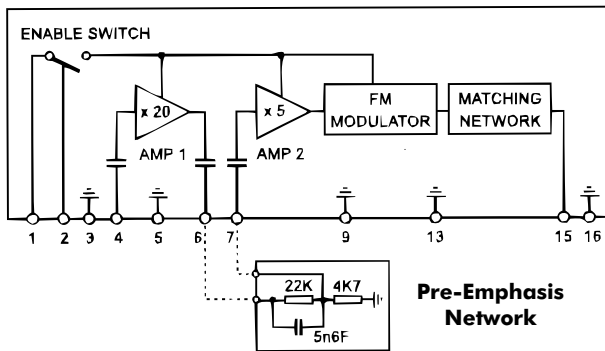 ENABLE SWITCH
x 20
x 5
FM
MODULATOR
MATCHING
NETWORK
AMP 1
AMP 2
1 2 3 4 5 6 7 9 13 15 16
22K 4K7
5n6F
Pre-Emphasis
Network